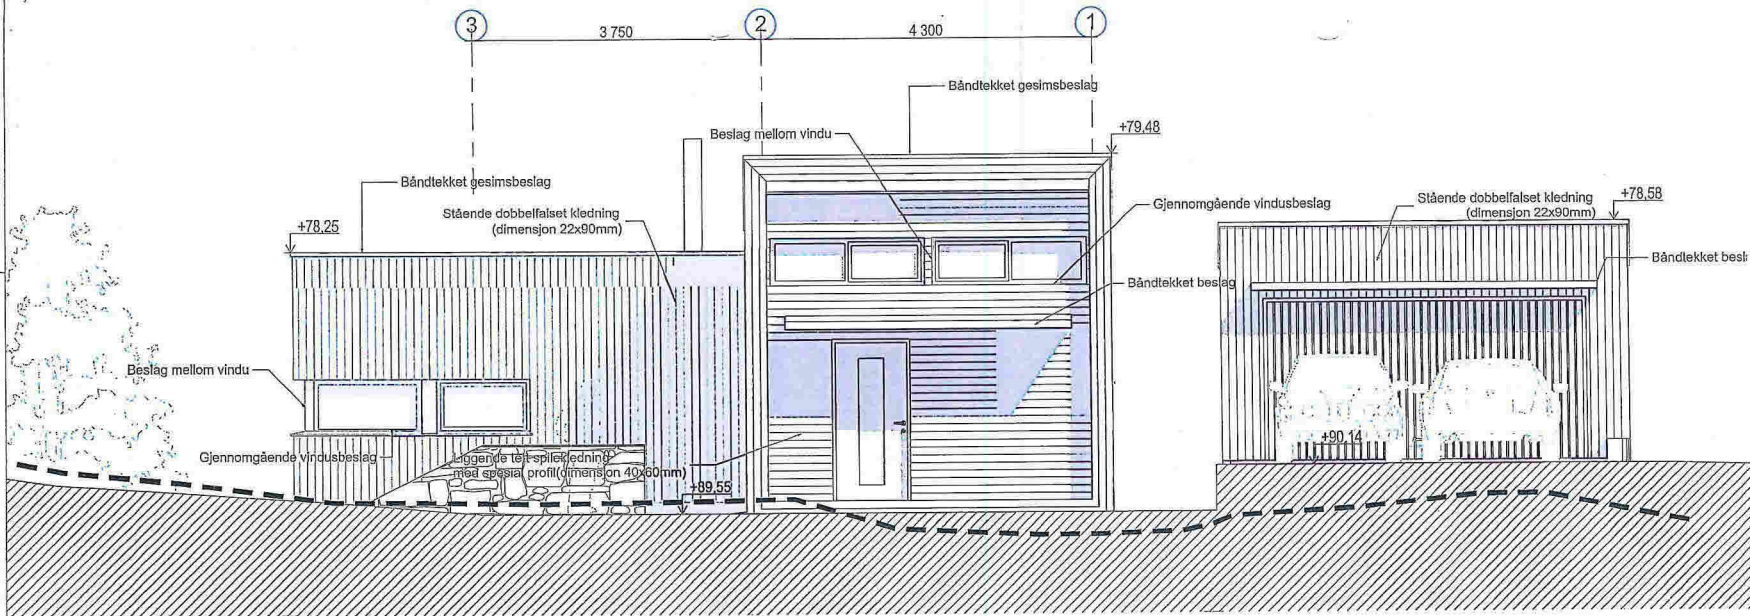 3
3 750
2
4 300
1
Båndtekket gesimsbeslag
Beslag mellom vindu
+79,48
Båndtekket gesimsbeslag
Gjennomgående vindusbeslag
Stående dobbelfalset kledning
(dimensjon 22x90mm)
+78,58
Stående dobbelfalset kledning
(dimensjon 22x90mm)
+78,25
Båndtekket
Båndtekket beslag
Beslag mellom vindu
+90,14
Gjennomgående vindusbeslag
Liggende tett spilekledning
med spesial profil(dimensjon 40x60mm)
+89,55